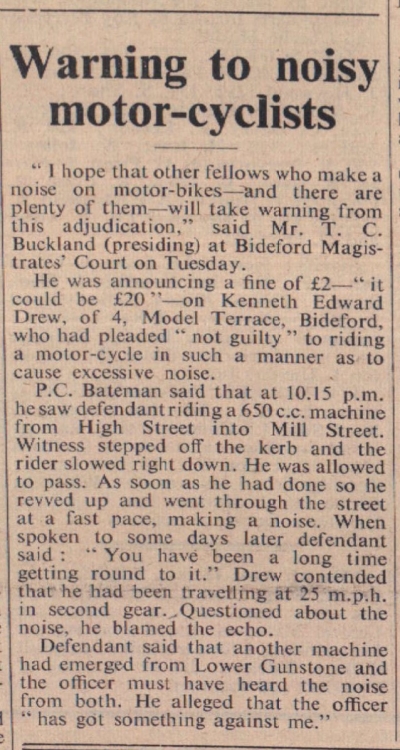 Warning to noisy
motor-cyclists
“ I hope that other fellows who make a
noise on motor-bikes—and there are
plenty of them—will take warning from
this adjudication,” said Mr. T. C.
Buckland (presiding) at Bideford Magis-
trates’ Court on Tuesday.
He was announcing a fine of £2—“ it
could be £20 ”—on Kenneth Edward
Drew, of 4, Model Terrace, Bideford,
who had pleaded “ not guilty ” to riding
a motor-cycle in such a manner as to
cause excessive noise.
P.C. Bateman said that at 10.15 p.m.
he saw defendant riding a 650 c.c. machine
from High Street into Mill Street.
Witness stepped off the kerb and the
rider slowed right down. He was allowed
to pass. As soon as he had done so he
revved up and went through the street
at a fast pace, making a noise. When
spoken to some days later defendant
said : “ You have been a long time
getting round to it.” Drew contended
that he had been travelling at 25 m.p.h.
in second gear. Questioned about the
noise, he blamed the echo.
Defendant said that another machine
had emerged from Lower Gunstone and
the officer must have heard the noise
from both. He alleged that the officer
“ has got something against me.”